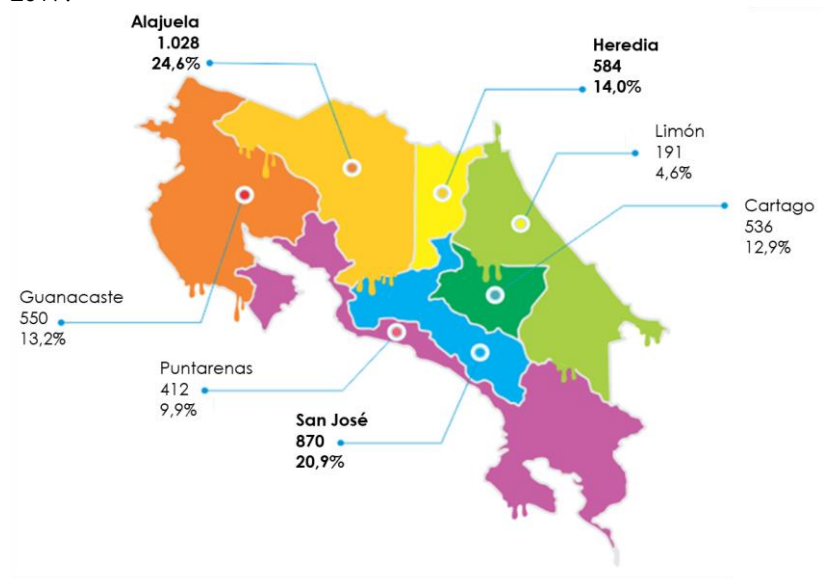 Alajuela
1.028
24,6%
Heredia
584
14,0%
Limón
191
4,6%
Cartago
536
12,9%
Guanacaste
550
13,2%
Puntarenas
412
9,9%
San José
870
20,9%